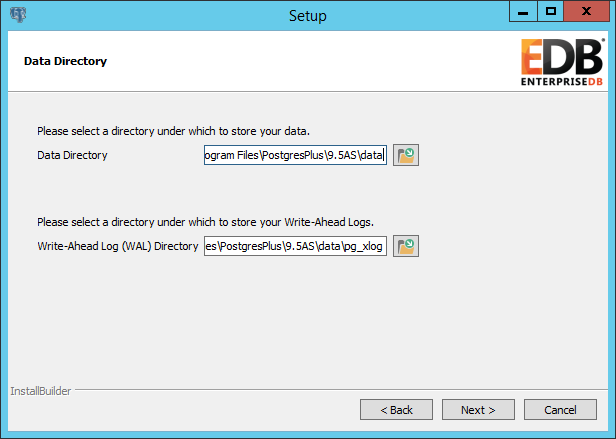 Setup
Data Directory
EDB
ENTERPRISEDB
Please select a directory under which to store your data.
Data Directory ogram Files\PostgresPlus\9.5AS\data
Please select a directory under which to store your Write-Ahead Logs.
Write-Ahead Log (WAL) Directory es\PostgresPlus\9.5AS\data\pg_xlog
InstallBuilder
< Back Next > Cancel